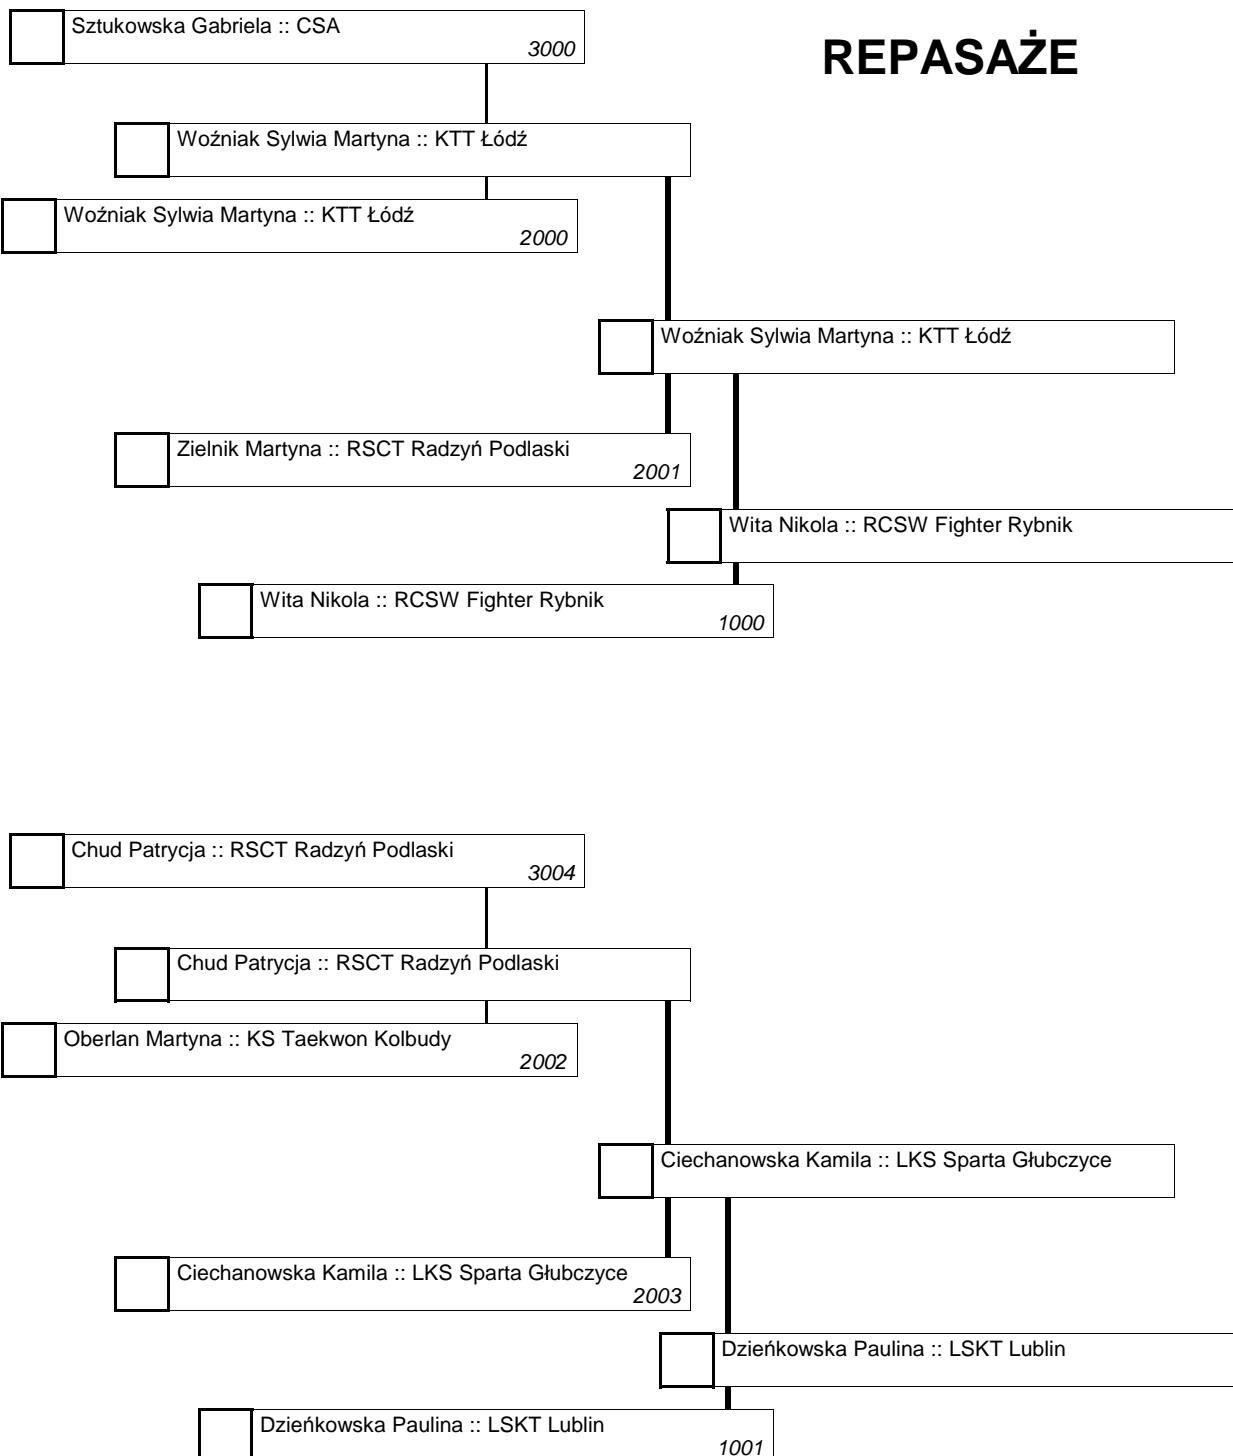 Sztukowska Gabriela :: CSA
3000
REPASAŻE
Woźniak Sylwia Martyna :: KTT Łódź
Woźniak Sylwia Martyna :: KTT Łódź
2000
Woźniak Sylwia Martyna :: KTT Łódź
Zielnik Martyna :: RSCT Radzyń Podlaski
2001
Wita Nikola :: RCSW Fighter Rybnik
Wita Nikola :: RCSW Fighter Rybnik
1000
Chud Patrycja :: RSCT Radzyń Podlaski
3004
Chud Patrycja :: RSCT Radzyń Podlaski
Oberlan Martyna :: KS Taekwon Kolbudy
2002
Ciechanowska Kamila :: LKS Sparta Głubczyce
Ciechanowska Kamila :: LKS Sparta Głubczyce
2003
Dzieńkowska Paulina :: LSKT Lublin
Dzieńkowska Paulina :: LSKT Lublin
1001